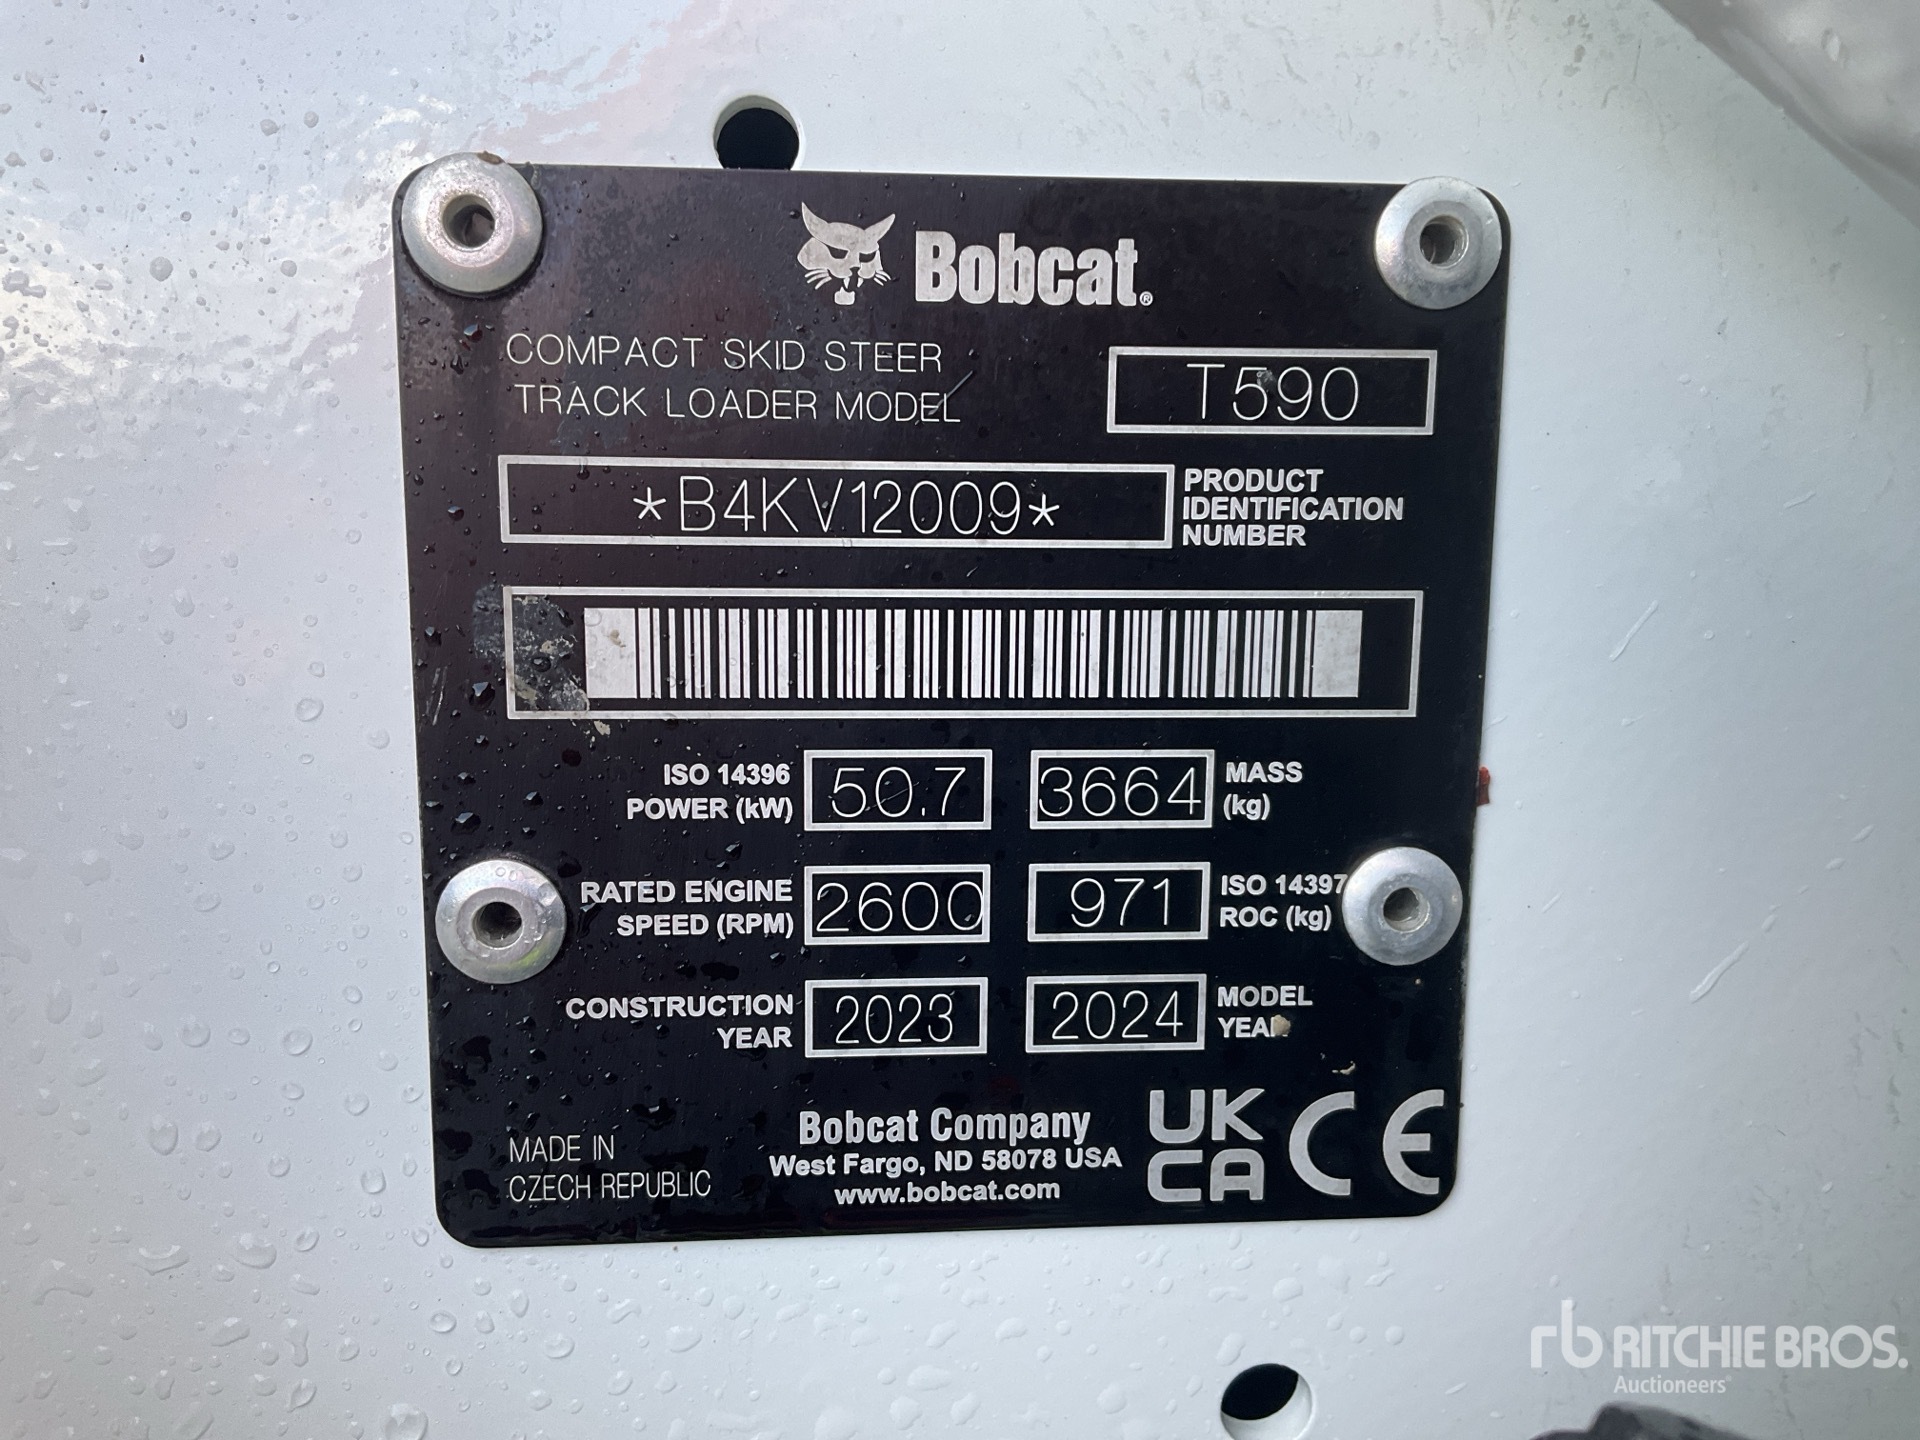 Bobcat®
COMPACT SKID STEER
TRACK LOADER MODEL
T590
*B4KV12009*
PRODUCT
IDENTIFICATION
NUMBER
ISO 14396
POWER (kW)
50.7
3664
MASS
(kg)
RATED ENGINE
SPEED (RPM)
2600
971
ISO 14397
ROC (kg)
CONSTRUCTION
YEAR
2023
2024
MODEL
YEAR
MADE IN
CZECH REPUBLIC
Bobcat Company
West Fargo, ND 58078 USA
www.bobcat.com
UK
CA
CE
rb RITCHIE BROS.
Auctioneers